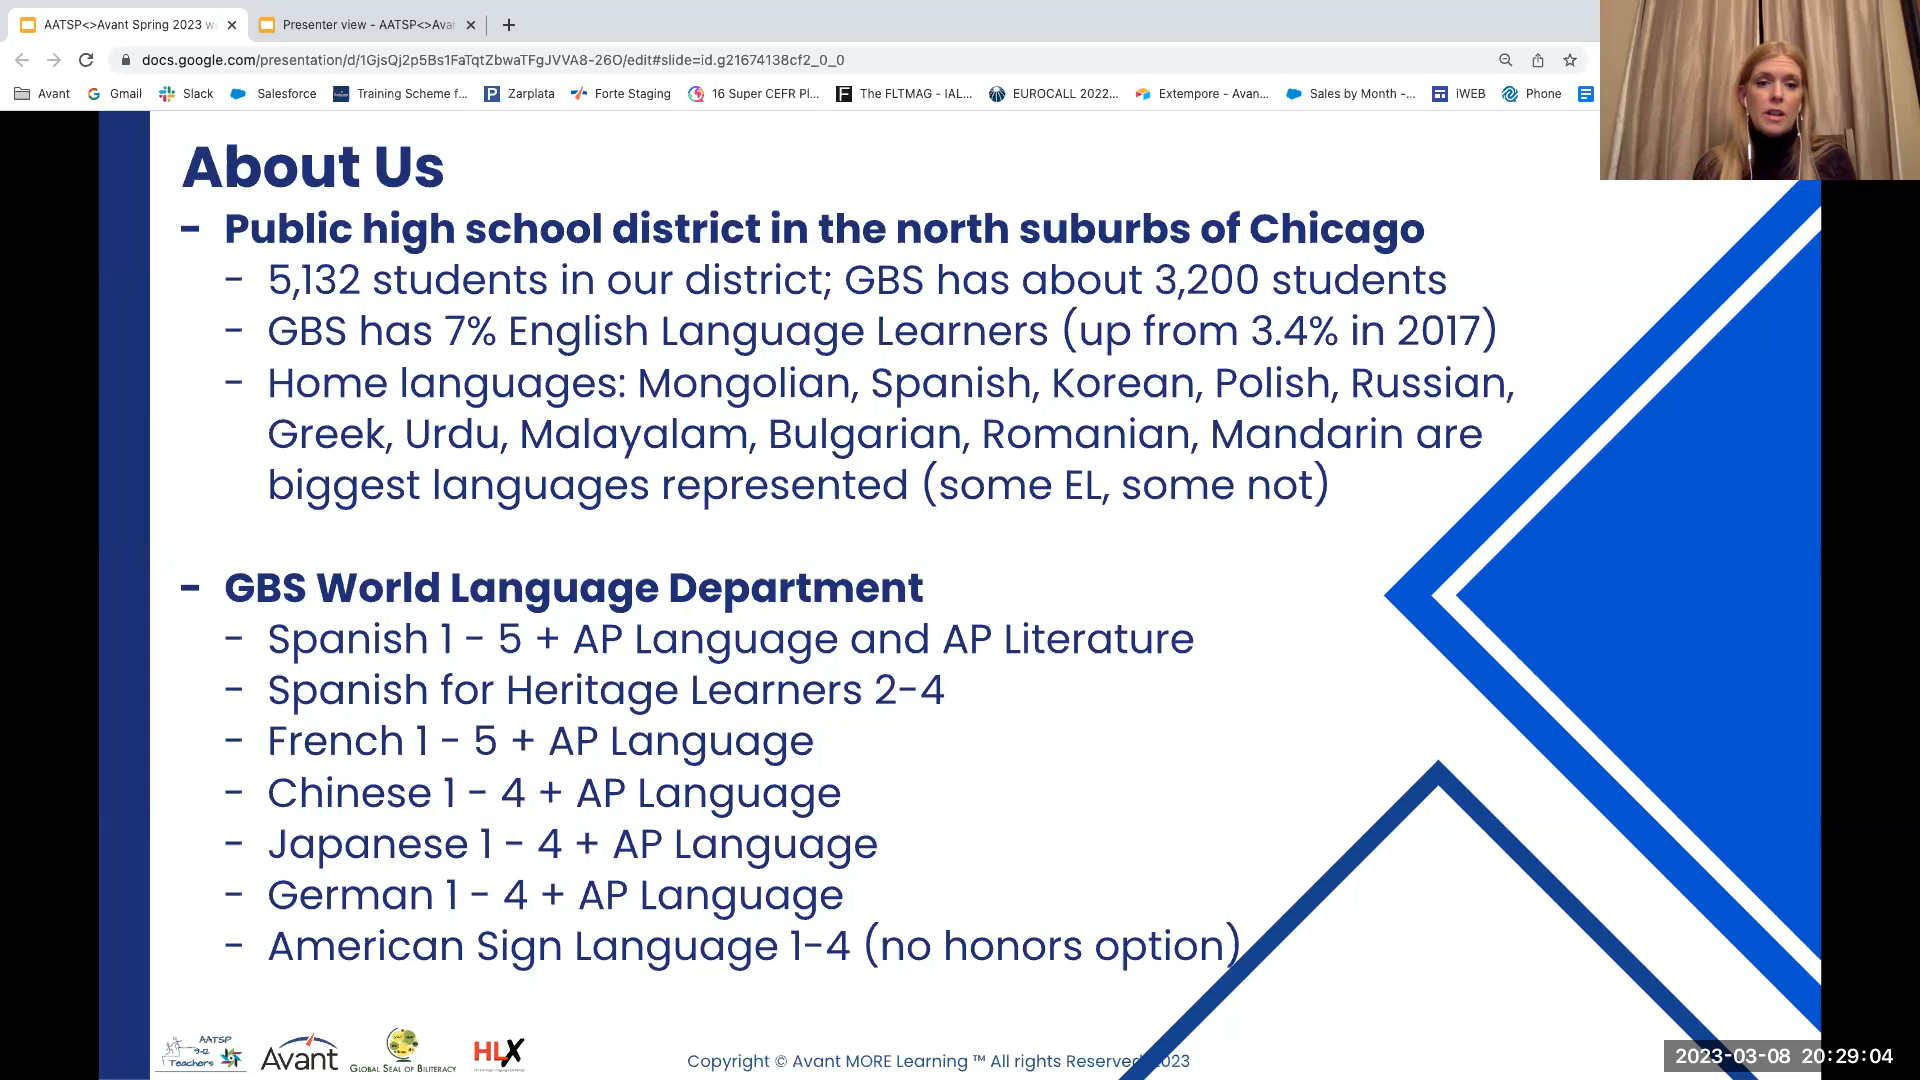 AATSP<>Avant Spring 2023 w
Presenter view - AATSP<>Ava
docs.google.com/presentation/d/1GjsQj2p5Bs1FaTqtZbwaTFgJVVA8-26O/edit#slide=id.g21674138cf2_0_0
Avant Gmail Slack Salesforce Training Scheme f... Zarplata Forte Staging 16 Super CEFR Pl... The FLTMAG - IAL... EUROCALL 2022... Extempore - Avan... Sales by Month -... iWEB Phone
About Us
- Public high school district in the north suburbs of Chicago
- 5,132 students in our district; GBS has about 3,200 students
- GBS has 7% English Language Learners (up from 3.4% in 2017)
- Home languages: Mongolian, Spanish, Korean, Polish, Russian,
Greek, Urdu, Malayalam, Bulgarian, Romanian, Mandarin are
biggest languages represented (some EL, some not)
- GBS World Language Department
- Spanish 1 - 5 + AP Language and AP Literature
- Spanish for Heritage Learners 2-4
- French 1 - 5 + AP Language
- Chinese 1 - 4 + AP Language
- Japanese 1 - 4 + AP Language
- German 1 - 4 + AP Language
- American Sign Language 1-4 (no honors option)
AATSP
9-12
Teachers
Avant
GLOBAL SEAL OF BILITERACY
HLX
Copyright © Avant MORE Learning ™ All rights Reserved 2023
2023-03-08 20:29:04